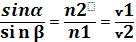 sinα / sin β = n2 / n1 = v1 / v2